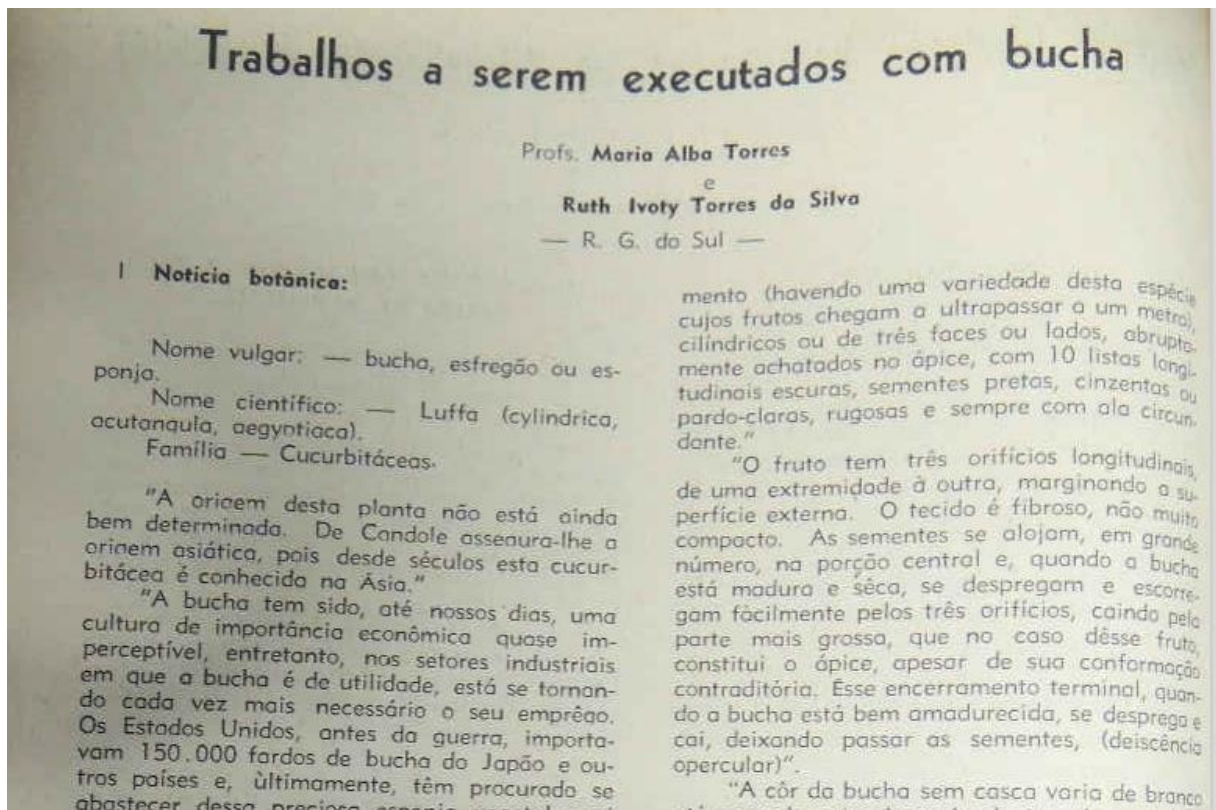 Trabalhos a serem executados com bucha
Profs. Maria Alba Torres
e
Ruth Ivoty Torres da Silva
— R. G. do Sul —
I Noticia botânica:
Nome vulgar: — bucha, esfregão ou es-
ponja.
Nome científico: — Luffa (cylindrica,
acutangula, aegyptiaca).
Família — Cucurbitáceas.
"A origem desta planta não está ainda
bem determinada. De Candole assegura-lhe a
origem asiática, pois desde séculos esta cucur-
bitácea é conhecida na Ásia."
"A bucha tem sido, até nossos dias, uma
cultura de importância econômica quase im-
perceptível, entretanto, nos setores industriais
em que a bucha é de utilidade, está se tornan-
do cada vez mais necessário o seu emprêgo.
Os Estados Unidos, antes da guerra, importa-
vam 150.000 fardos de bucha do Japão e ou-
tros países e, ùltimamente, têm procurado se
abastecer dessa preciosa
mento (havendo uma variedade desta espécie
cujos frutos chegam a ultrapassar a um metro),
cilíndricos ou de três faces ou lados, abrupta-
mente achatados no ápice, com 10 listas longi-
tudinais escuras, sementes pretas, cinzentas ou
pardo-claras, rugosas e sempre com ala circun-
dante."
"O fruto tem três orifícios longitudinais,
de uma extremidade à outra, marginando a su-
perfície externa. O tecido é fibroso, não muito
compacto. As sementes se alojam, em grande
número, na porção central e, quando a bucha
está madura e sêca, se despregam e escorre-
gam fàcilmente pelos três orifícios, caindo pela
parte mais grossa, que no caso dêsse fruto,
constitui o ápice, apesar de sua conformação
contraditória. Esse encerramento terminal, quan-
do a bucha está bem amadurecida, se desprega e
cai, deixando passar as sementes, (deiscência
opercular)".
"A côr da bucha sem casca varia de branco